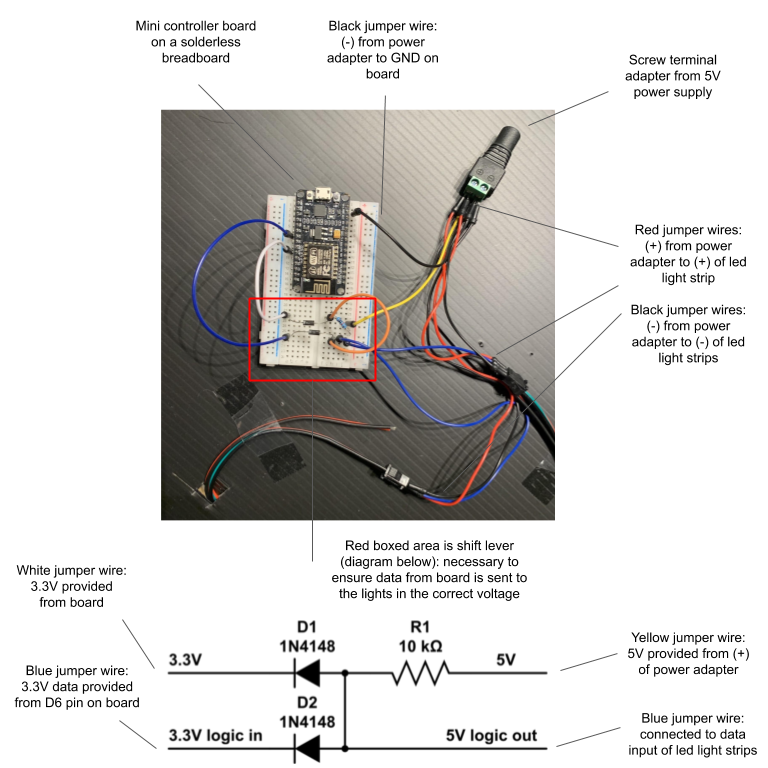 Mini controller board
on a solderless
breadboard
Black jumper wire:
(-) from power
adapter to GND on
board
Screw terminal
adapter from 5V
power supply
Red jumper wires:
(+) from power
adapter to (+) of led
light strip
Black jumper wires:
(-) from power
adapter to (-) of led
light strips
Red boxed area is shift lever
(diagram below): necessary to
ensure data from board is sent to
the lights in the correct voltage
White jumper wire:
3.3V provided
from board
Blue jumper wire:
3.3V data provided
from D6 pin on board
D1
1N4148
R1
10 kΩ
3.3V
5V
D2
1N4148
3.3V logic in
5V logic out
Yellow jumper wire:
5V provided from (+)
of power adapter
Blue jumper wire:
connected to data
input of led light strips